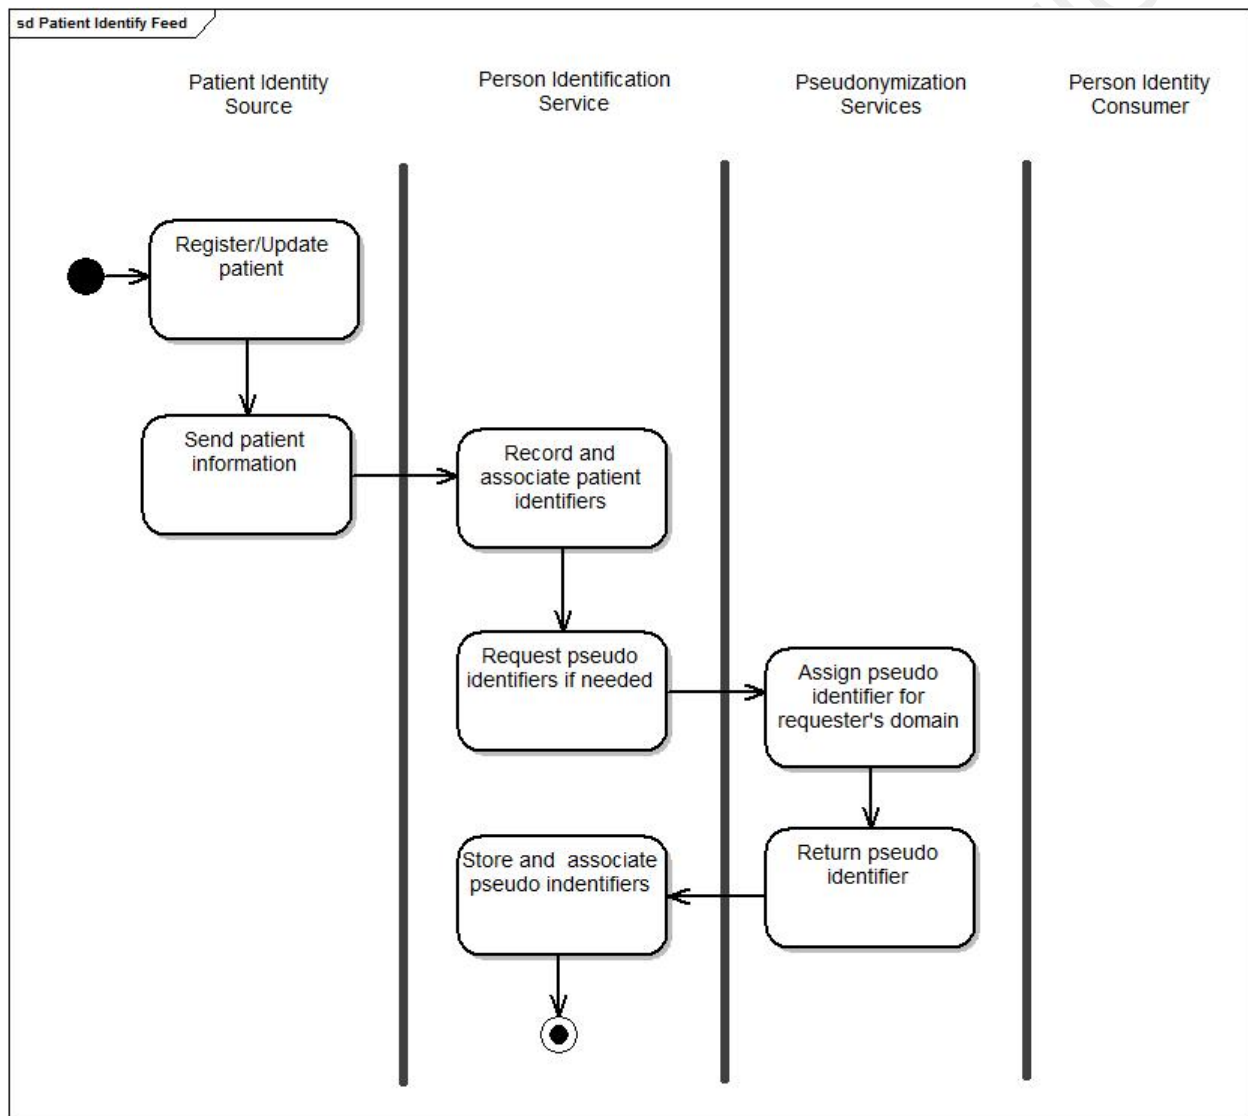 sd Patient Identify Feed
Patient Identity
Source
Person Identification
Service
Pseudonymization
Services
Person Identity
Consumer
Register/Update
patient
Send patient
information
Record and
associate patient
identifiers
Request pseudo
identifiers if needed
Assign pseudo
identifier for
requester's domain
Store and  associate
pseudo indentifiers
Return pseudo
identifier